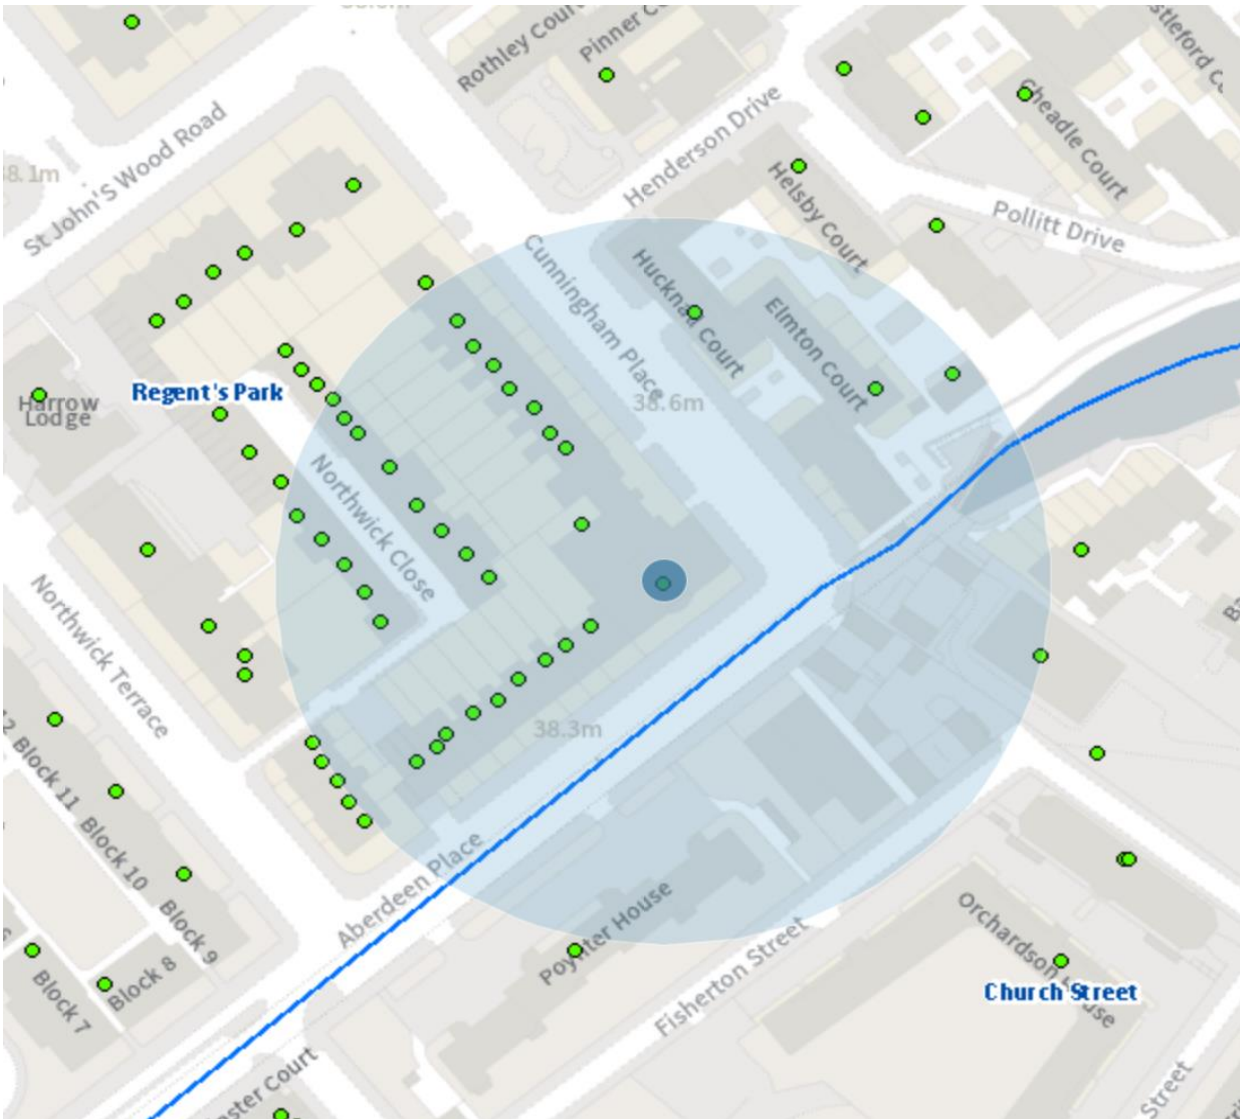 Rothley Court
Pinner
St John'S Wood Road
Henderson Drive
Cheadle Court
Helsby Court
Pollitt Drive
Cunningham Place
Elmton Court
38.6m
Regent's Park
Harrow
Lodge
Northwick Close
Northwick Terrace
38.3m
Block 11
Block 10
Block 9
Block 8
Block 7
Aberdeen Place
Poynter House
Fisherton Street
Orchardson House
Church Street
Court
Street